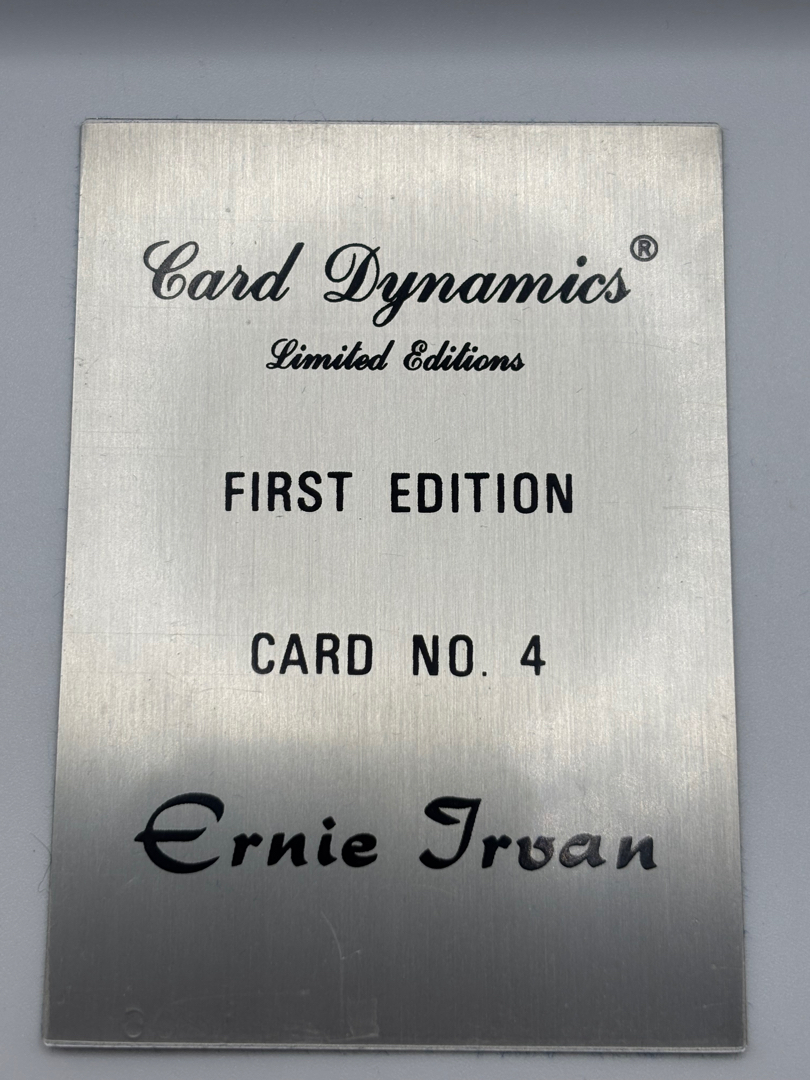 Card Dynamics®
Limited Editions
FIRST EDITION
CARD NO. 4
Ernie Irvan